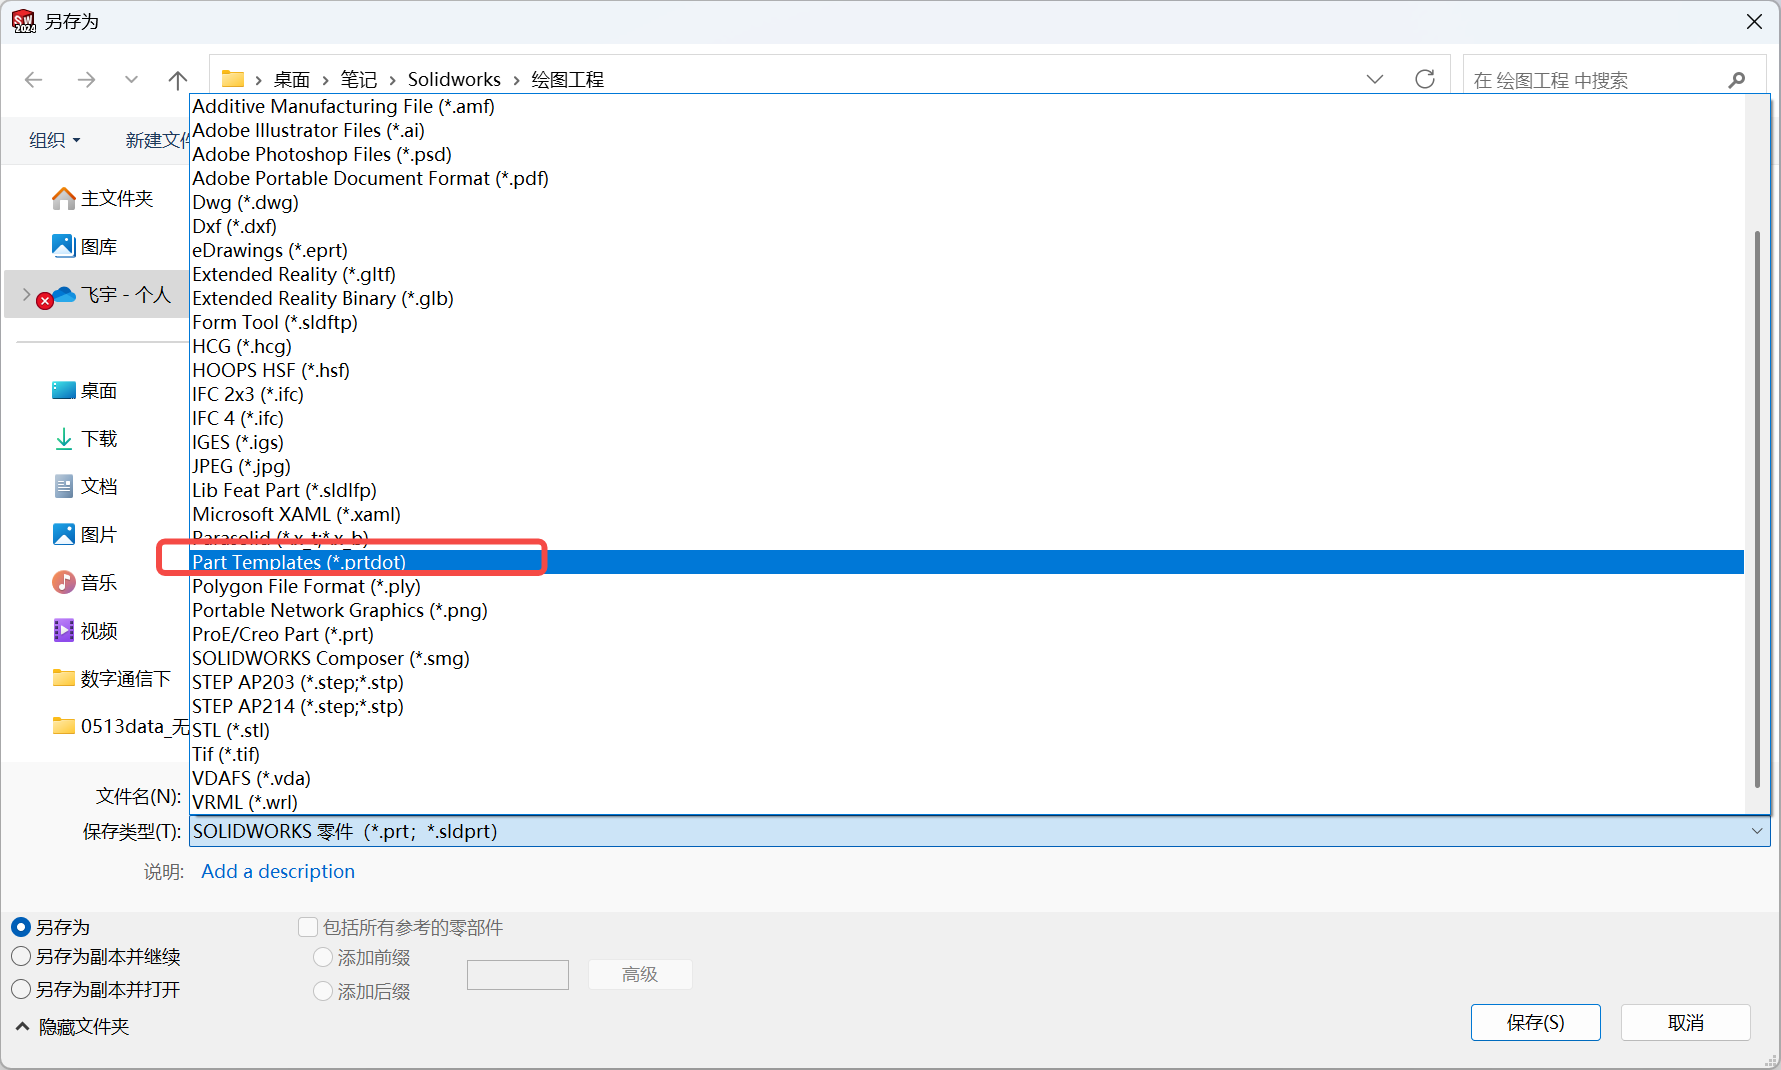 SW 2024 另存为
桌面 › 笔记 › Solidworks › 绘图工程
在 绘图工程 中搜索
组织
新建文件
主文件夹
图库
飞宇 - 个人
桌面
下载
文档
图片
音乐
视频
数字通信下
0513data_无
Additive Manufacturing File (*.amf)
Adobe Illustrator Files (*.ai)
Adobe Photoshop Files (*.psd)
Adobe Portable Document Format (*.pdf)
Dwg (*.dwg)
Dxf (*.dxf)
eDrawings (*.eprt)
Extended Reality (*.gltf)
Extended Reality Binary (*.glb)
Form Tool (*.sldftp)
HCG (*.hcg)
HOOPS HSF (*.hsf)
IFC 2x3 (*.ifc)
IFC 4 (*.ifc)
IGES (*.igs)
JPEG (*.jpg)
Lib Feat Part (*.sldlfp)
Microsoft XAML (*.xaml)
Parasolid (*.x_t;*.x_b)
Part Templates (*.prtdot)
Polygon File Format (*.ply)
Portable Network Graphics (*.png)
ProE/Creo Part (*.prt)
SOLIDWORKS Composer (*.smg)
STEP AP203 (*.step;*.stp)
STEP AP214 (*.step;*.stp)
STL (*.stl)
Tif (*.tif)
VDAFS (*.vda)
VRML (*.wrl)
文件名(N):
保存类型(T): SOLIDWORKS 零件 (*.prt; *.sldprt)
说明: Add a description
另存为
另存为副本并继续
另存为副本并打开
包括所有参考的零部件
添加前缀
添加后缀
高级
隐藏文件夹
保存(S)
取消